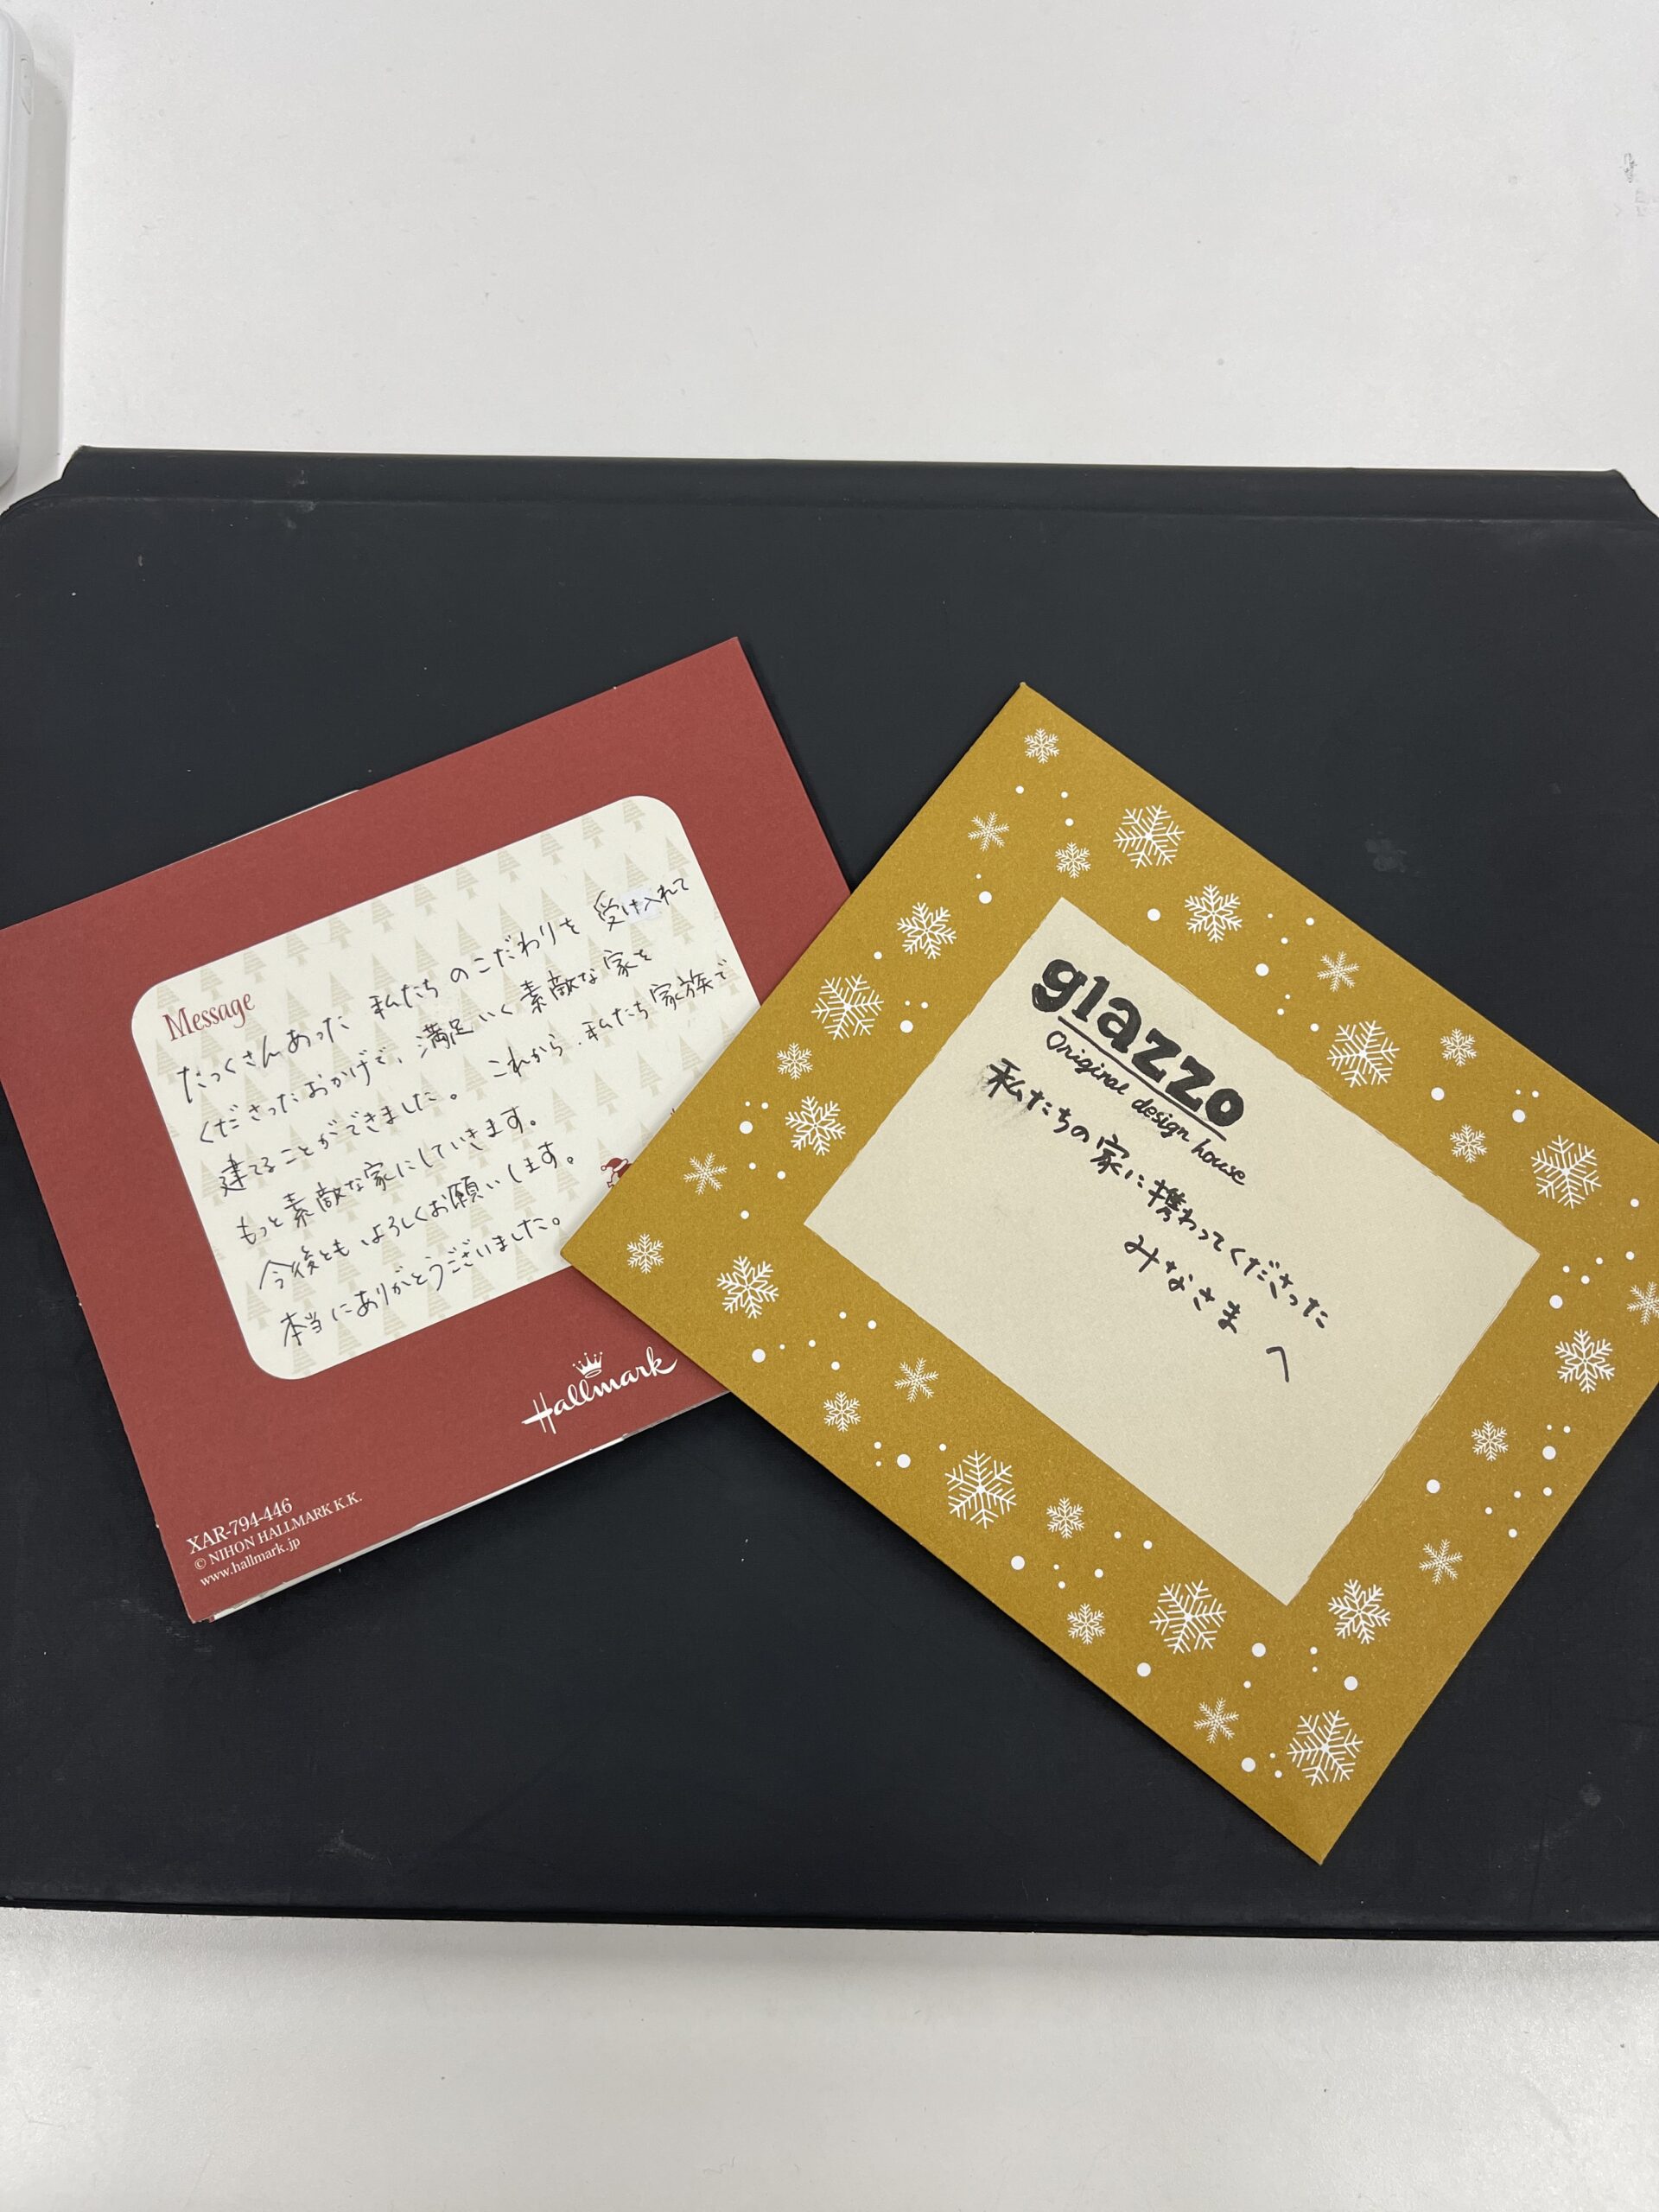 Message
たっくさんあった 私たち のこだわりを 受け入れて
くださったおかげで、満足いく素敵な家を
建てることができました。これから、私たち家族で
もっと素敵な家にしていきます。
今後とも よろしくお願いします。
本当にありがとうございました。
Hallmark
XAR-794-446
© NIHON HALLMARK K.K.
www.hallmark.jp
glazzo
Original design house
私たちの家に携わってくださった
みなさま へ